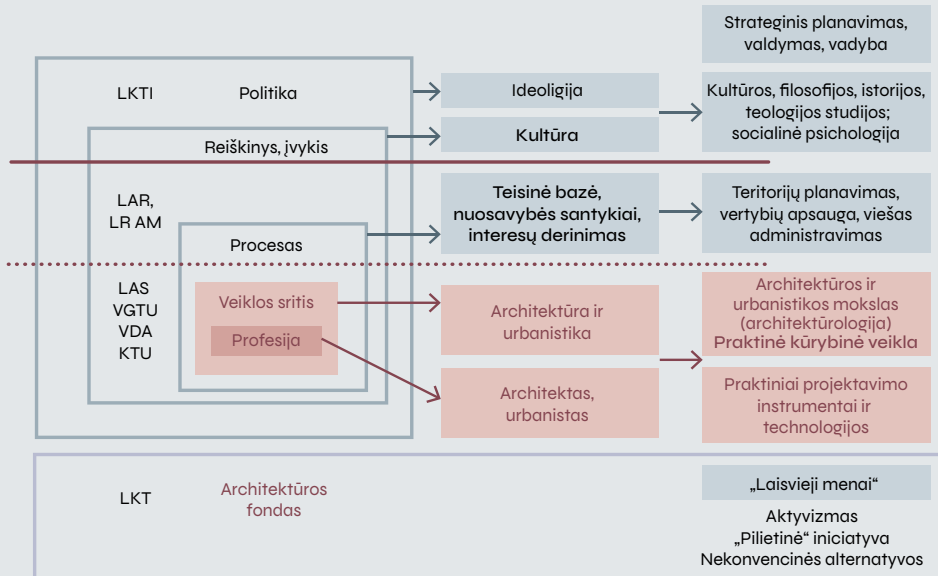 Strateginis planavimas,
valdymas, vadyba
LKTI
Politika
Ideoligija
Kultūros, filosofijos, istorijos,
teologijos studijos;
socialinė psichologija
Kultūra
Reiškinys, įvykis
LAR,
LR AM
Teisinė bazė,
nuosavybės santykiai,
interesų derinimas
Teritorijų planavimas,
vertybių apsauga, viešas
administravimas
Procesas
LAS
VGTU
VDA
KTU
Veiklos sritis
Profesija
Architektūra ir
urbanistika
Architektūros ir
urbanistikos mokslas
(architektūrologija)
Praktinė kūrybinė veikla
Architektas,
urbanistas
Praktiniai projektavimo
instrumentai ir
technologijos
LKT
Architektūros
fondas
„Laisvieji menai“
Aktyvizmas
„Pilietinė“ iniciatyva
Nekonvencinės alternatyvos